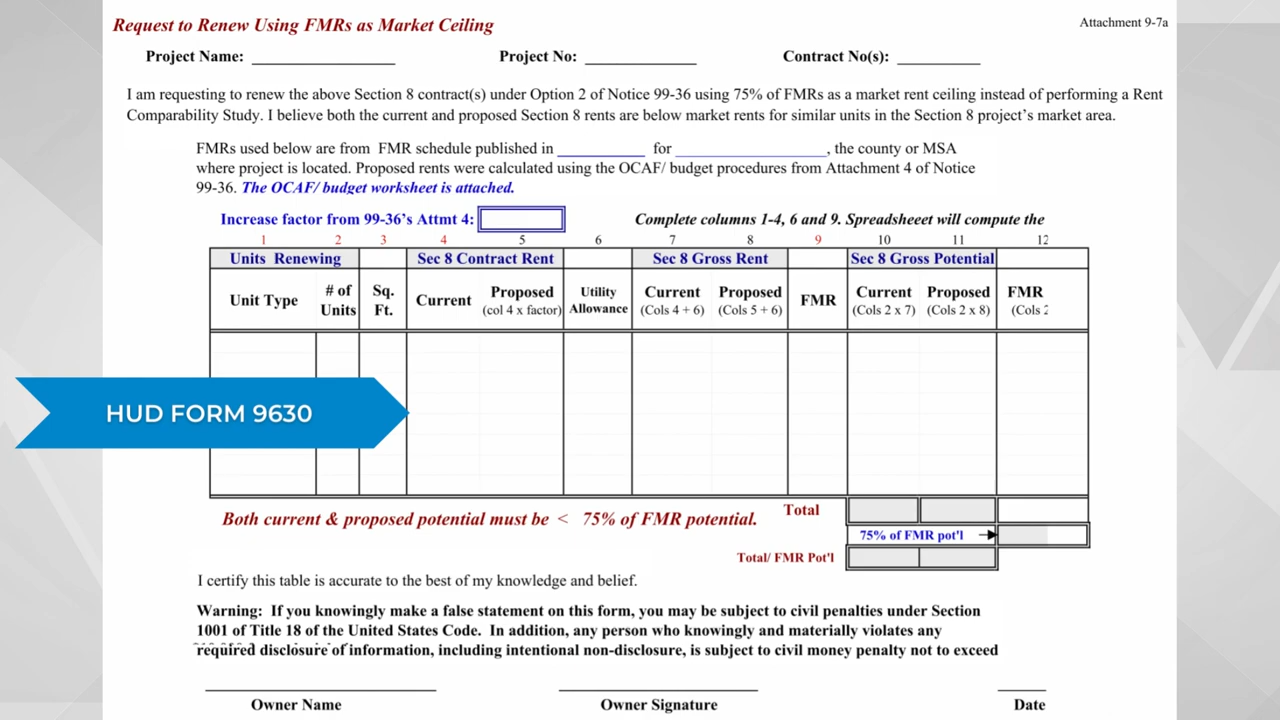 Request to Renew Using FMRs as Market Ceiling
Attachment 9-7a
Project Name: Project No: Contract No(s):
I am requesting to renew the above Section 8 contract(s) under Option 2 of Notice 99-36 using 75% of FMRs as a market rent ceiling instead of performing a Rent
Comparability Study. I believe both the current and proposed Section 8 rents are below market rents for similar units in the Section 8 project's market area.
FMRs used below are from FMR schedule published in for , the county or MSA
where project is located. Proposed rents were calculated using the OCAF/ budget procedures from Attachment 4 of Notice
99-36. The OCAF/ budget worksheet is attached.
Increase factor from 99-36's Attmt 4: Complete columns 1-4, 6 and 9. Spreadsheeet will compute the
1 2 3 4 5 6 7 8 9 10 11 12
Units Renewing Sec 8 Contract Rent Sec 8 Gross Rent Sec 8 Gross Potential
Unit Type # of Units Sq. Ft. Current Proposed (col 4 x factor) Utility Allowance Current (Cols 4 + 6) Proposed (Cols 5 + 6) FMR Current (Cols 2 x 7) Proposed (Cols 2 x 8) FMR (Cols 2
HUD FORM 9630
Both current & proposed potential must be < 75% of FMR potential. Total
75% of FMR pot'l
Total/ FMR Pot'l
I certify this table is accurate to the best of my knowledge and belief.
Warning: If you knowingly make a false statement on this form, you may be subject to civil penalties under Section
1001 of Title 18 of the United States Code. In addition, any person who knowingly and materially violates any
required disclosure of information, including intentional non-disclosure, is subject to civil money penalty not to exceed
Owner Name Owner Signature Date